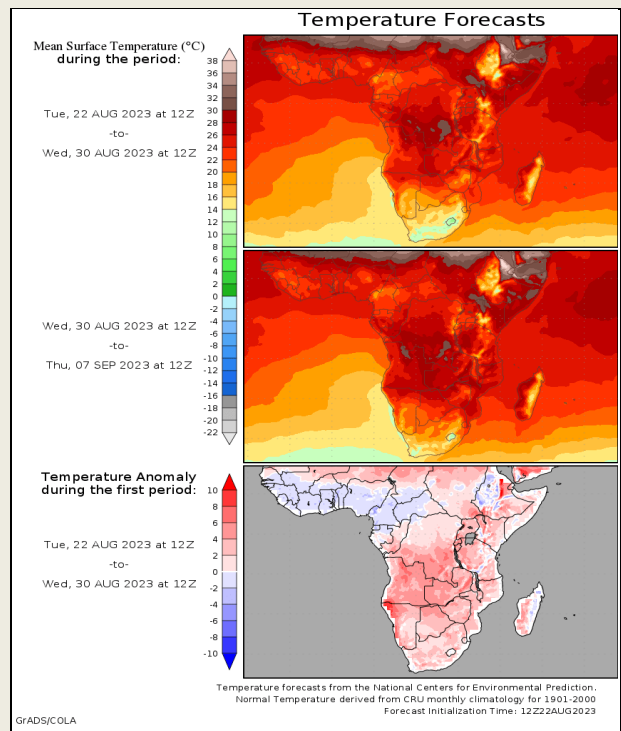 Temperature Forecasts
Mean Surface Temperature (°C)
during the period:
38
36
34
32
30
28
26
24
22
20
18
16
14
12
10
8
6
4
2
0
-2
-4
-6
-8
-10
-12
-14
-16
-18
-20
-22
Tue, 22 AUG 2023 at 12Z
-to-
Wed, 30 AUG 2023 at 12Z
Wed, 30 AUG 2023 at 12Z
-to-
Thu, 07 SEP 2023 at 12Z
Temperature Anomaly
during the first period:
10
8
6
4
2
0
-2
-4
-6
-8
-10
Tue, 22 AUG 2023 at 12Z
-to-
Wed, 30 AUG 2023 at 12Z
Temperature forecasts from the National Centers for Environmental Prediction.
Normal Temperature derived from CRU monthly climatology for 1901-2000
Forecast Initialization Time: 12Z22AUG2023
GrADS/COLA